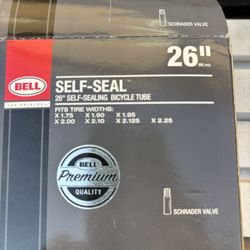 SCHRADER VALVE
26"
BELL
SELF-SEAL™
26" SELF-SEALING BICYCLE TUBE
FITS TIRE WIDTHS:
X 1.75 X 1.90 X 1.95
X 2.00 X 2.10 X 2.125 X 2.25
BELL
Premium
QUALITY
SCHRADER VALVE